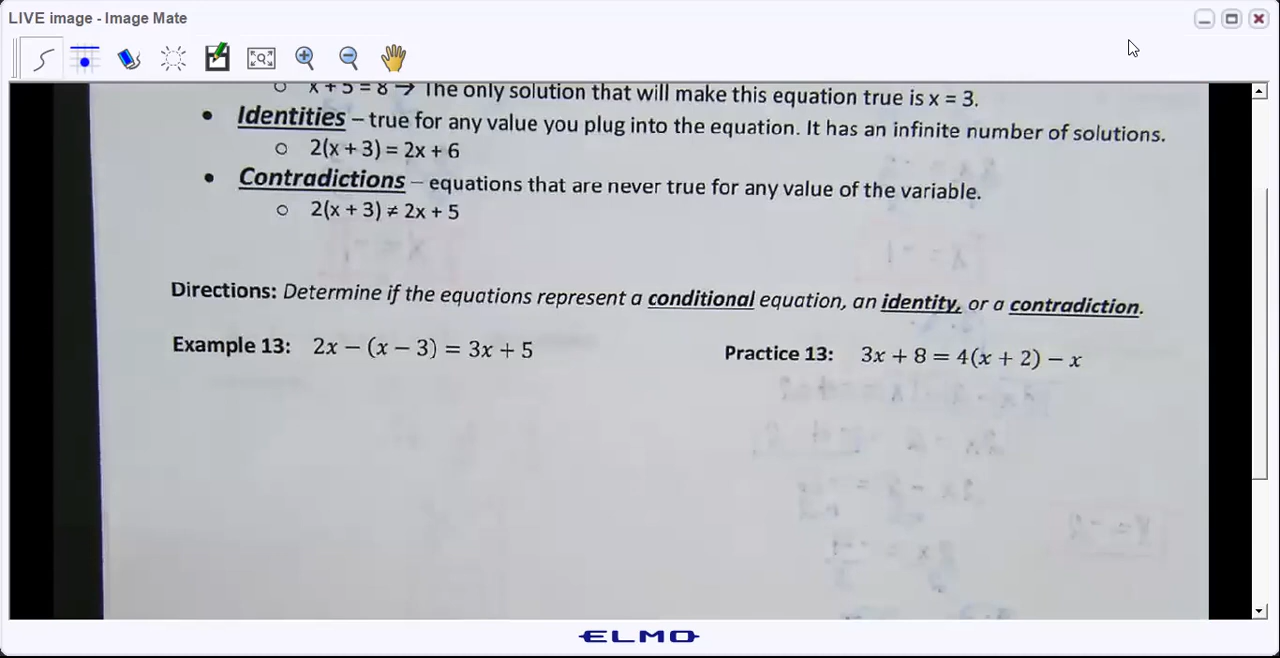 LIVE image - Image Mate
○ x + 5 = 8 → The only solution that will make this equation true is x = 3.
• Identities – true for any value you plug into the equation. It has an infinite number of solutions.
○ 2(x + 3) = 2x + 6
• Contradictions – equations that are never true for any value of the variable.
○ 2(x + 3) ≠ 2x + 5
Directions: Determine if the equations represent a conditional equation, an identity, or a contradiction.
Example 13: 2x − (x − 3) = 3x + 5
Practice 13: 3x + 8 = 4(x + 2) − x
ELMO